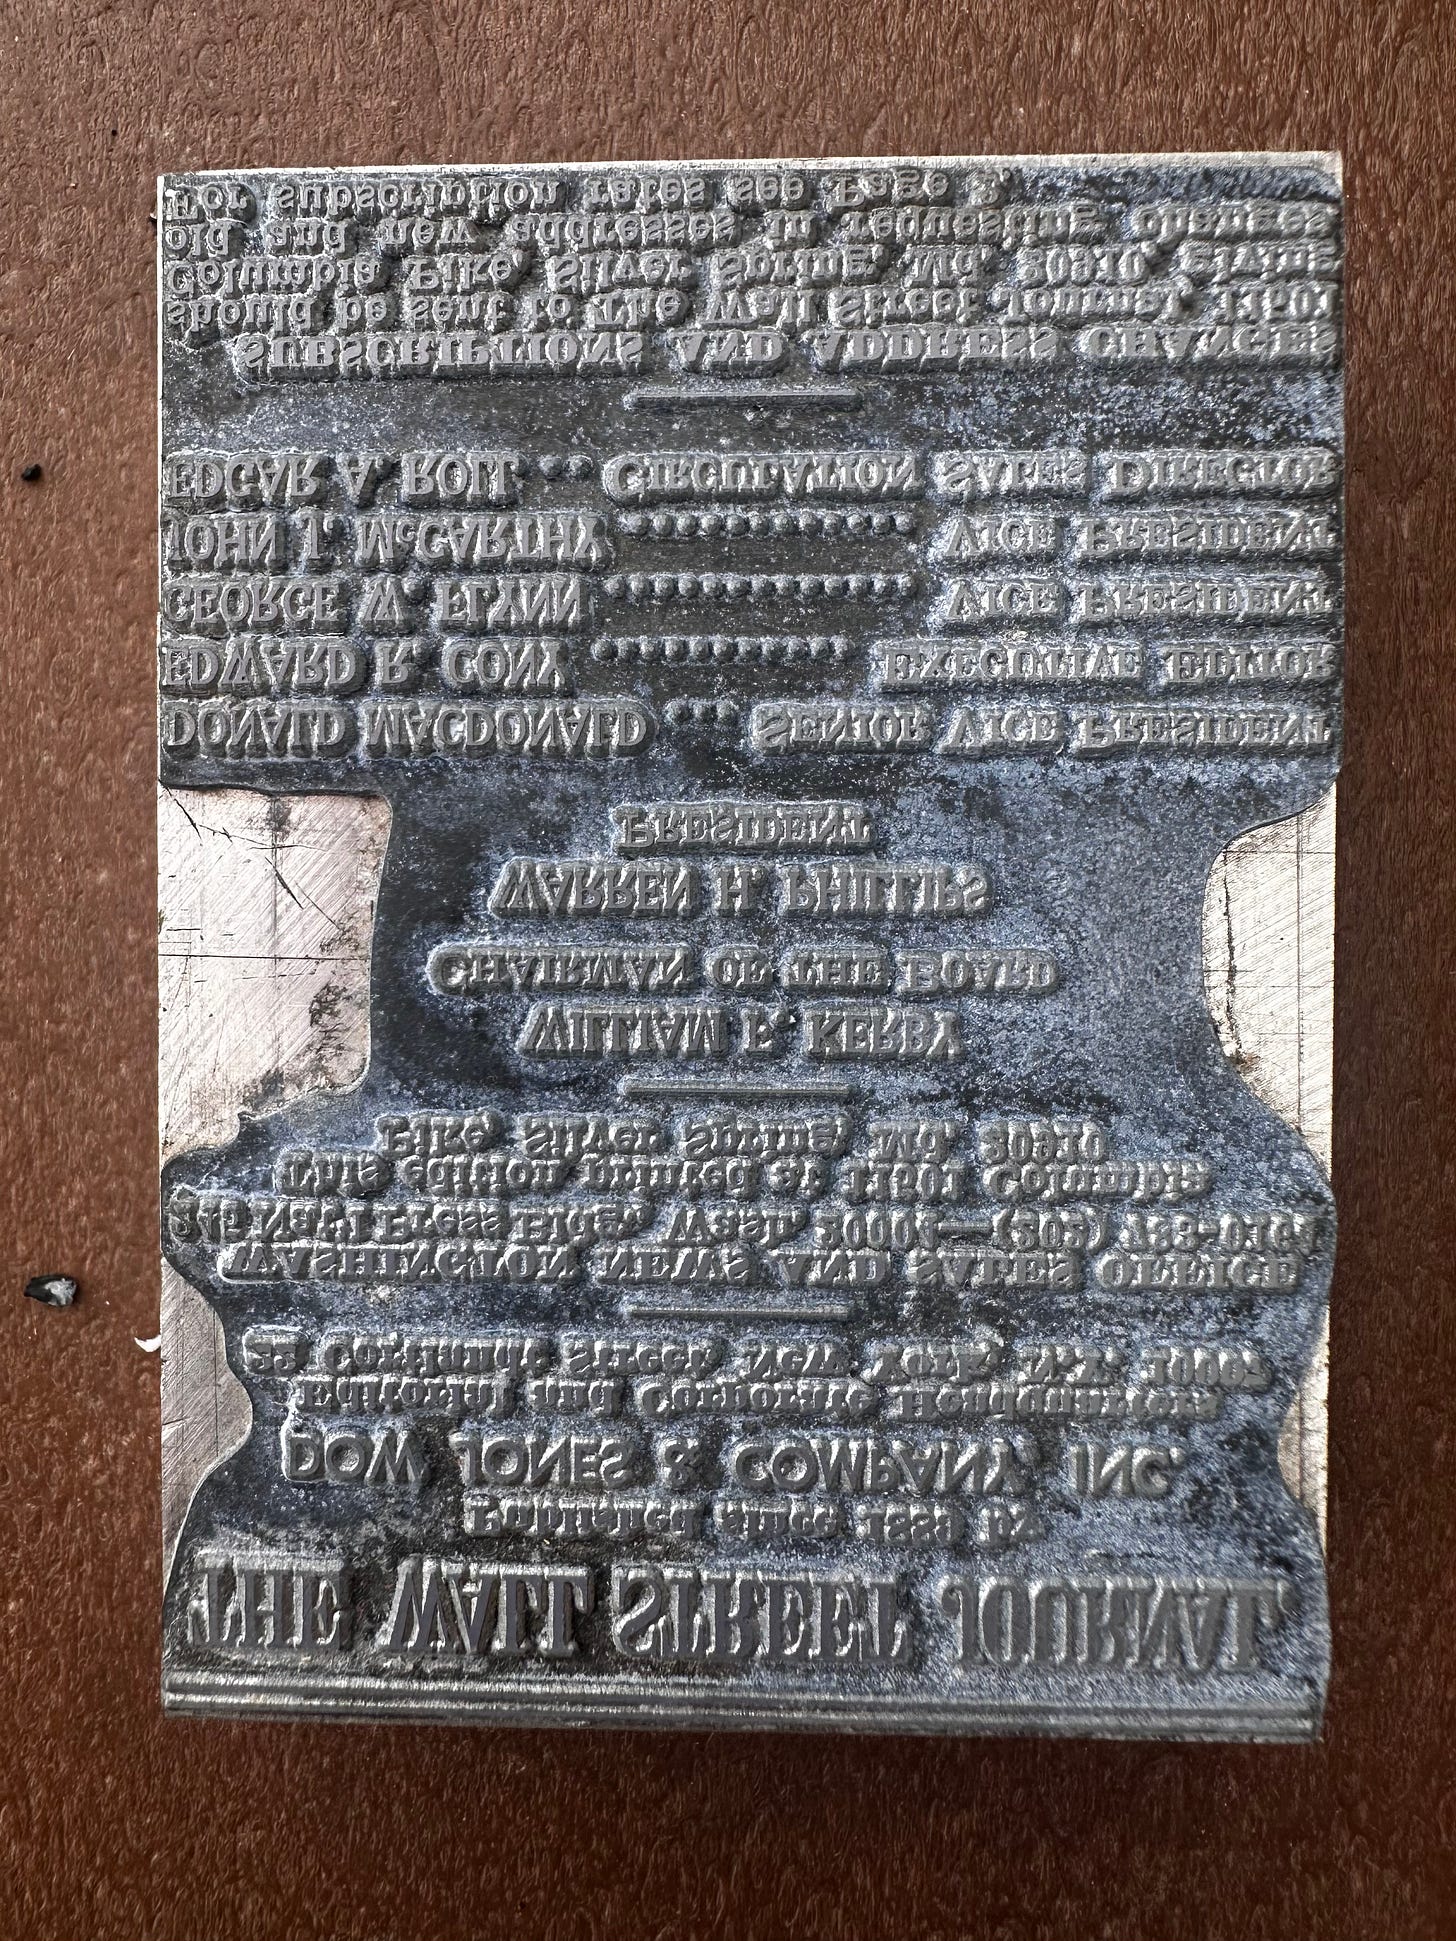 THE WALL STREET JOURNAL.
Published since 1889 by
DOW JONES & COMPANY, INC.
Editorial and Corporate Headquarters
22 Cortlandt Street, New York, N.Y. 10007
WASHINGTON NEWS AND SALES OFFICE
245 Nat'l Press Bldg., Wash. 20004—(202) 783-0164
This edition printed at 11501 Columbia
Pike, Silver Spring, Md. 20910
WILLIAM F. KERBY
CHAIRMAN OF THE BOARD
WARREN H. PHILLIPS
PRESIDENT
DONALD MACDONALD ... SENIOR VICE PRESIDENT
EDWARD R. CONY .......... EXECUTIVE EDITOR
GEORGE W. FLYNN ............ VICE PRESIDENT
JOHN J. McCARTHY ........... VICE PRESIDENT
EDGAR A. ROLL .. CIRCULATION SALES DIRECTOR
SUBSCRIPTIONS AND ADDRESS CHANGES
should be sent to The Wall Street Journal, 11501
Columbia Pike, Silver Spring, Md. 20910, giving
old and new addresses in requesting changes
For subscription rates see Page 2.